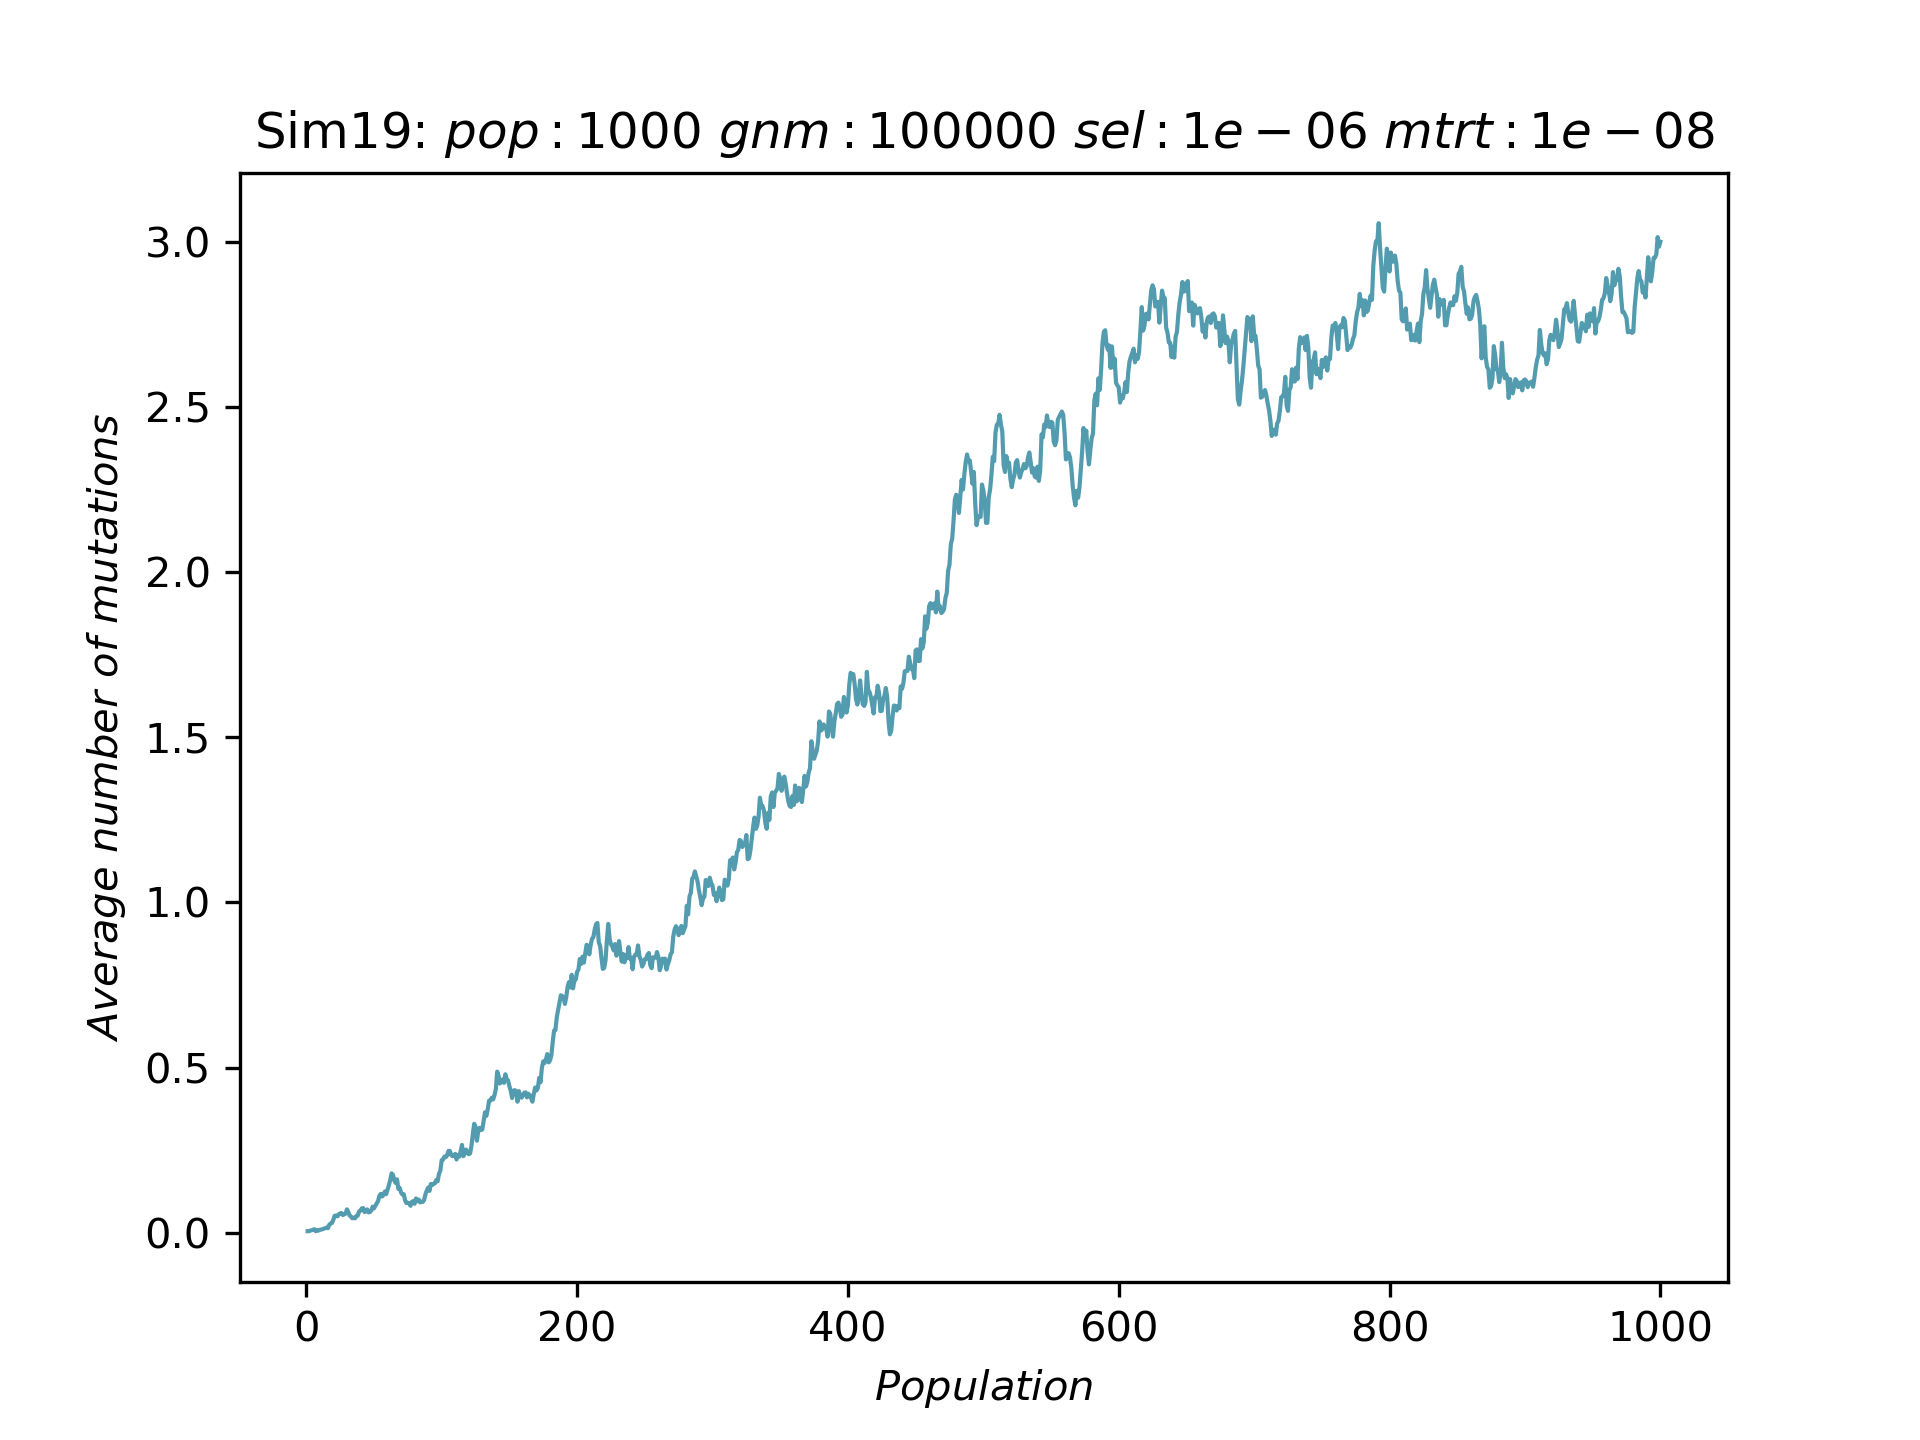 Sim19: pop : 1000 gnm : 100000 sel : 1e − 06 mtrt : 1e − 08
3.0
2.5
2.0
1.5
1.0
0.5
0.0
Average number of mutations
0 200 400 600 800 1000
Population